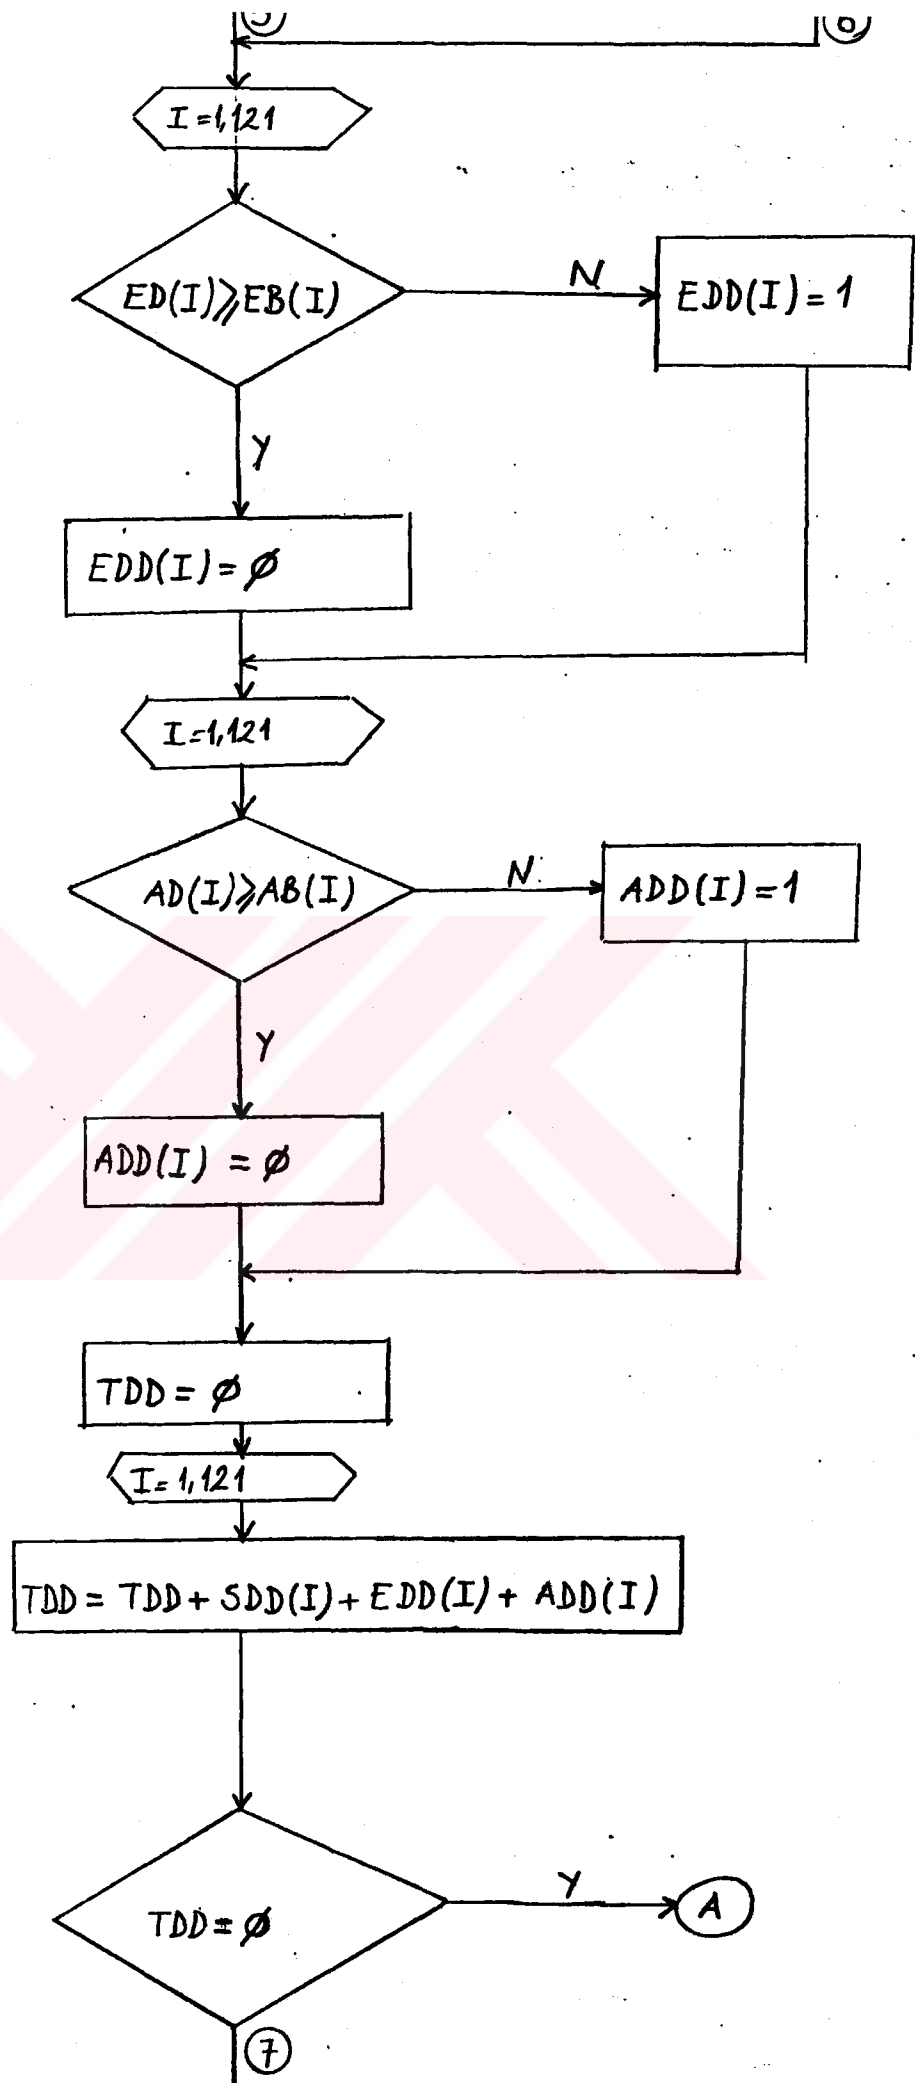 5
6
I=1,121
ED(I)⩾EB(I)
N
EDD(I)=1
Y
EDD(I)=ϕ
I=1,121
AD(I)⩾AB(I)
N
ADD(I)=1
Y
ADD(I) =ϕ
TDD=ϕ
I=1,121
TDD=TDD+SDD(I)+EDD(I)+ADD(I)
TDD=ϕ
Y
A
7